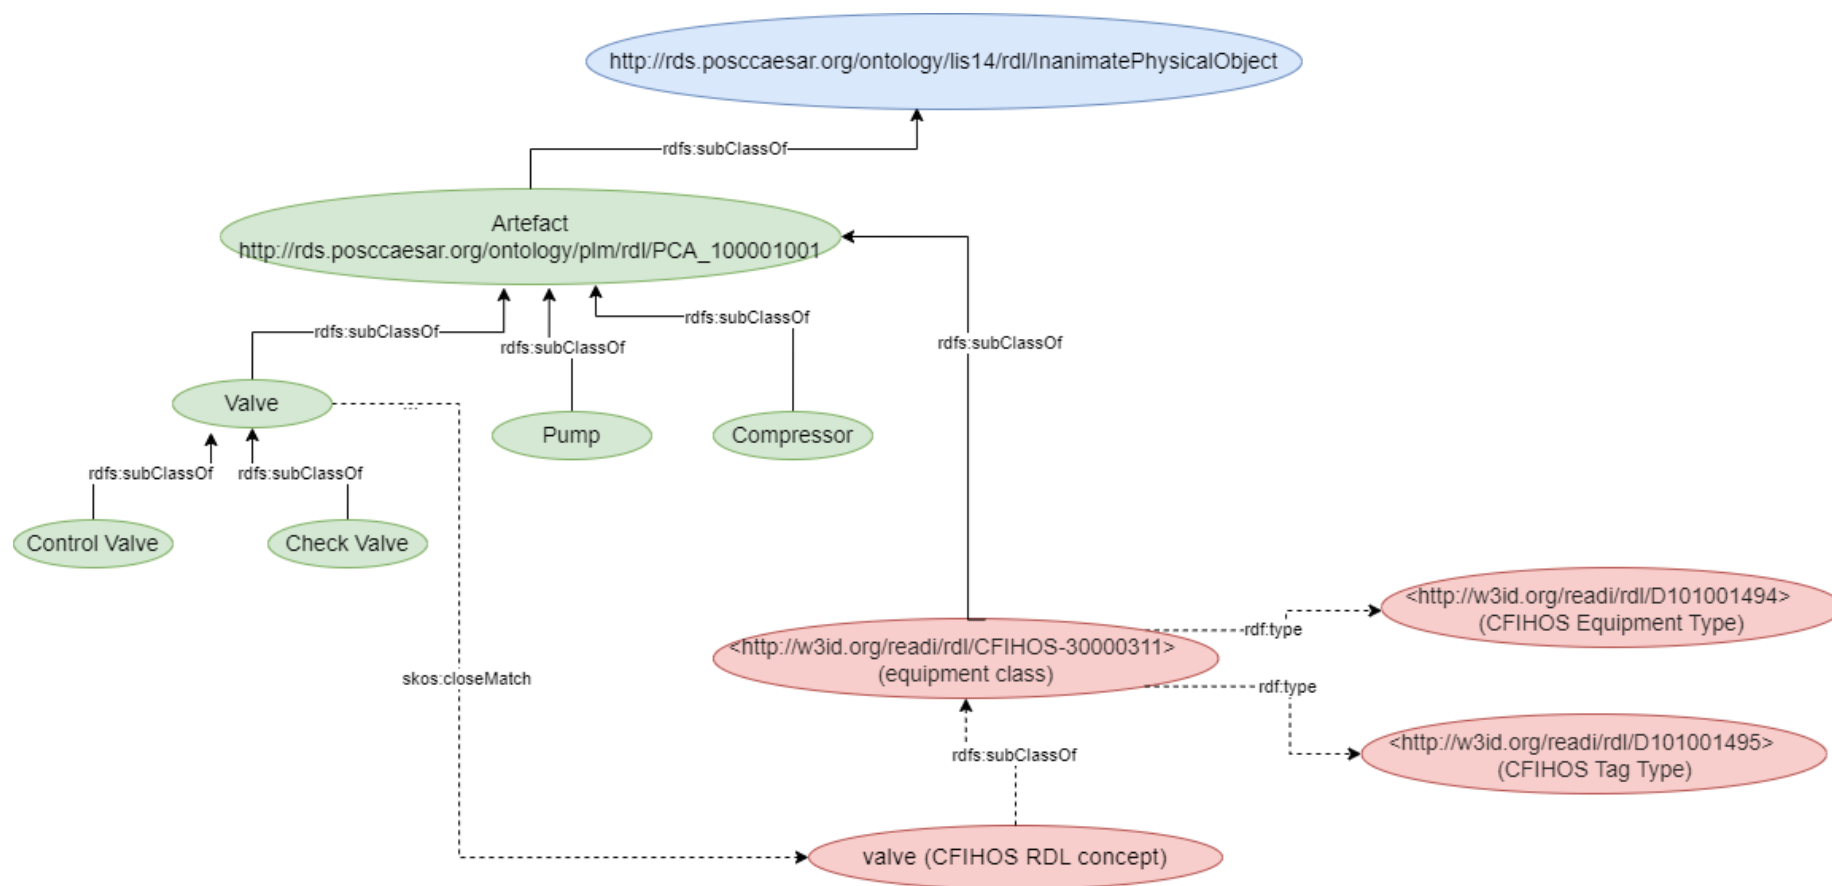 http://rds.posccaesar.org/ontology/lis14/rdl/InanimatePhysicalObject
rdfs:subClassOf
Artefact
http://rds.posccaesar.org/ontology/plm/rdl/PCA_100001001
rdfs:subClassOf
rdfs:subClassOf
rdfs:subClassOf
rdfs:subClassOf
Valve
...
Pump
Compressor
rdfs:subClassOf
rdfs:subClassOf
Control Valve
Check Valve
<http://w3id.org/readi/rdl/D101001494>
(CFIHOS Equipment Type)
rdf:type
<http://w3id.org/readi/rdl/CFIHOS-30000311>
(equipment class)
skos:closeMatch
rdf:type
<http://w3id.org/readi/rdl/D101001495>
(CFIHOS Tag Type)
rdfs:subClassOf
valve (CFIHOS RDL concept)